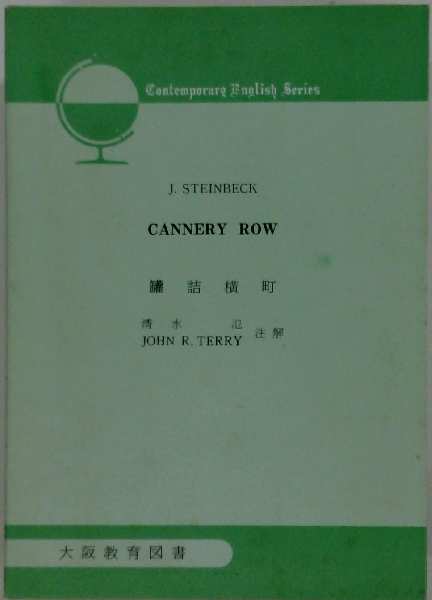 Contemporary English Series
J. STEINBECK
CANNERY ROW
罐詰横町
清水氾
JOHN R. TERRY 注解
大阪教育図書